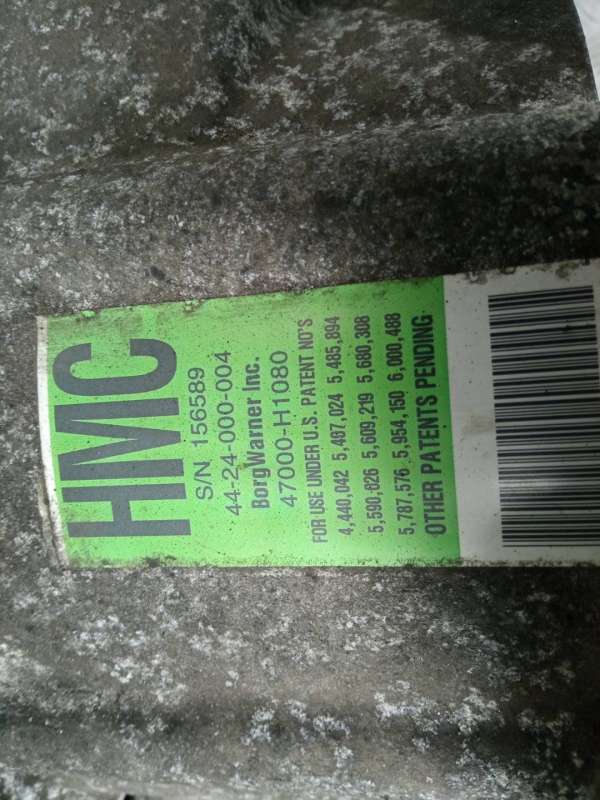 HMC
S/N 156589
44-24-000-004
BorgWarner Inc.
47000-H1080
FOR USE UNDER U.S. PATENT NO'S
4,440,042 5,407,024 5,485,894
5,590,626 5,609,219 5,680,308
5,787,576 5,954,150 6,000,488
OTHER PATENTS PENDING